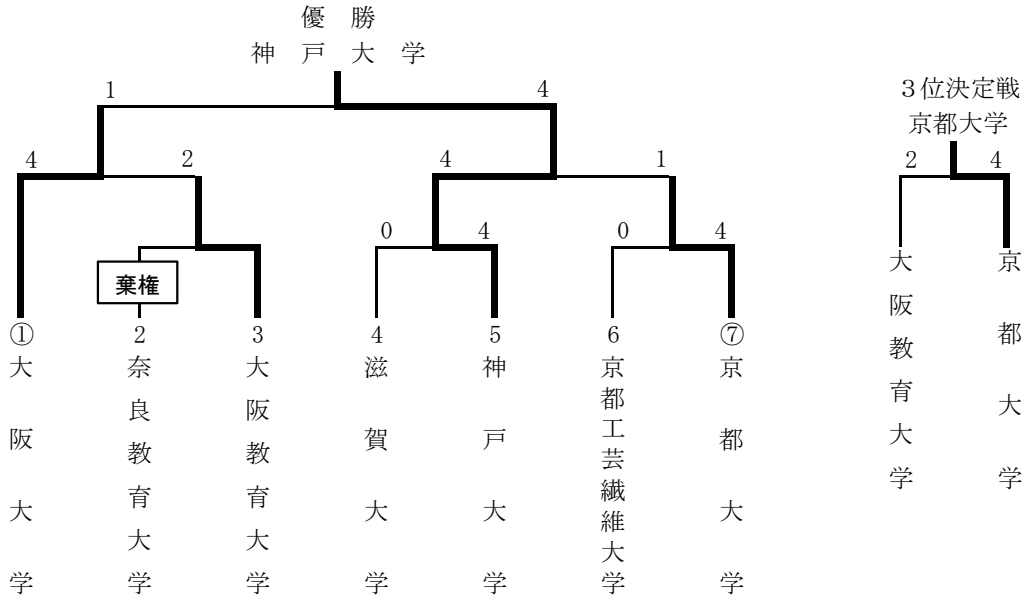 優 勝
神 戸 大 学
1 4
4 2 4 1
0 4 0 4
棄権
① 2 3 4 5 6 ⑦
大阪大学
奈良教育大学
大阪教育大学
滋賀大学
神戸大学
京都工芸繊維大学
京都大学
3位決定戦
京都大学
2 4
大阪教育大学
京都大学